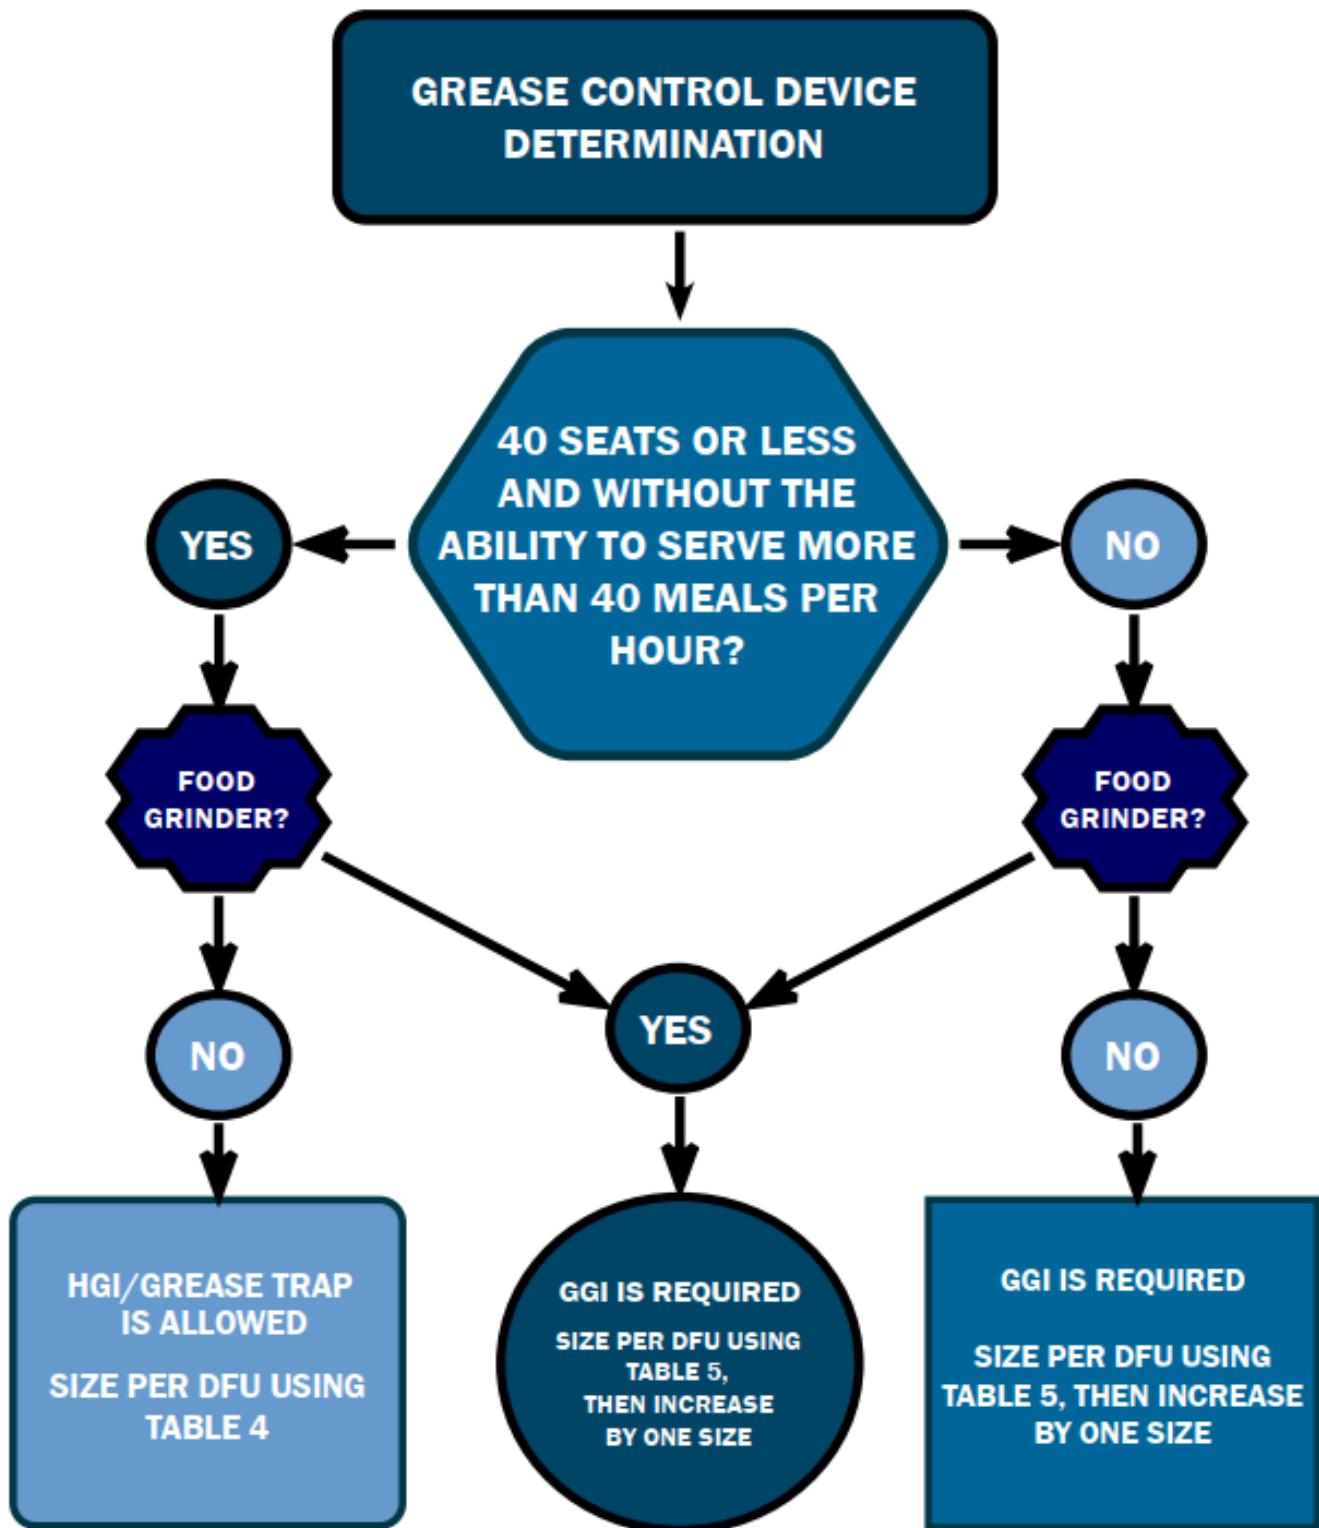 GREASE CONTROL DEVICE
DETERMINATION
40 SEATS OR LESS
AND WITHOUT THE
ABILITY TO SERVE MORE
THAN 40 MEALS PER
HOUR?
YES
NO
FOOD
GRINDER?
FOOD
GRINDER?
NO
YES
NO
HGI/GREASE TRAP
IS ALLOWED
SIZE PER DFU USING
TABLE 4
GGI IS REQUIRED
SIZE PER DFU USING
TABLE 5,
THEN INCREASE
BY ONE SIZE
GGI IS REQUIRED
SIZE PER DFU USING
TABLE 5, THEN INCREASE
BY ONE SIZE